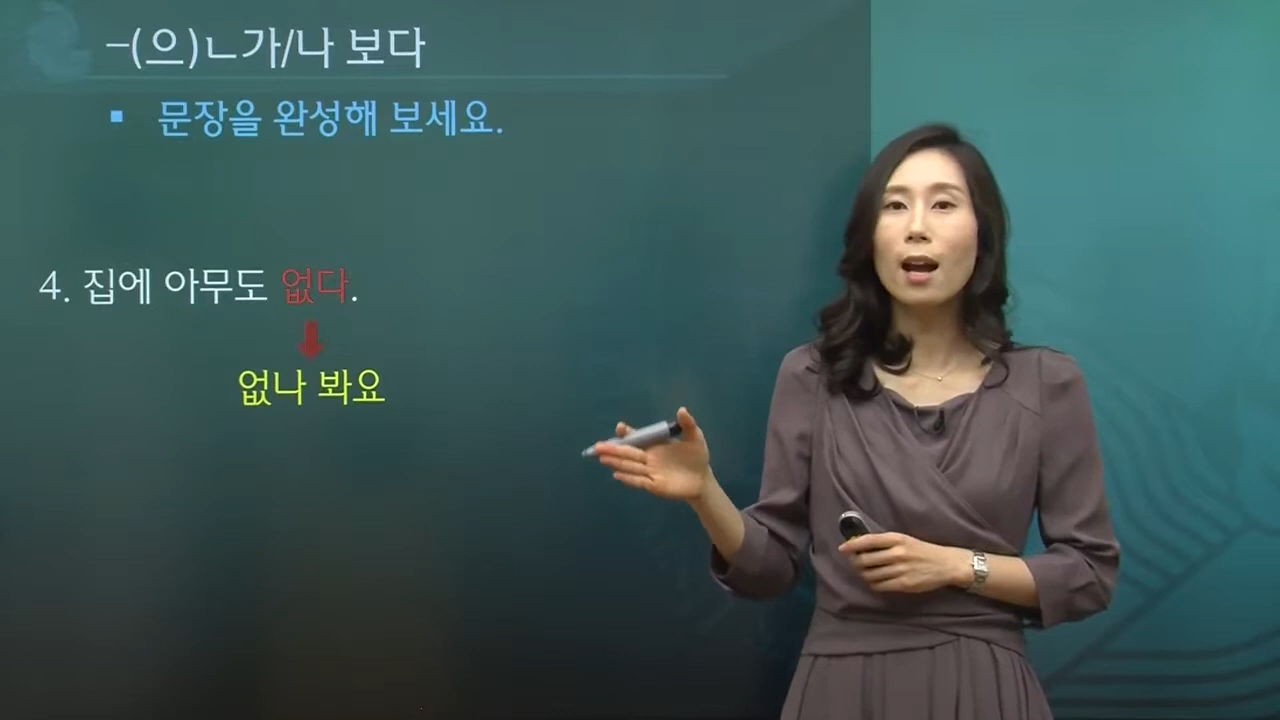 -(으)ㄴ가/나 보다
▪ 문장을 완성해 보세요.
4. 집에 아무도 없다.
없나 봐요